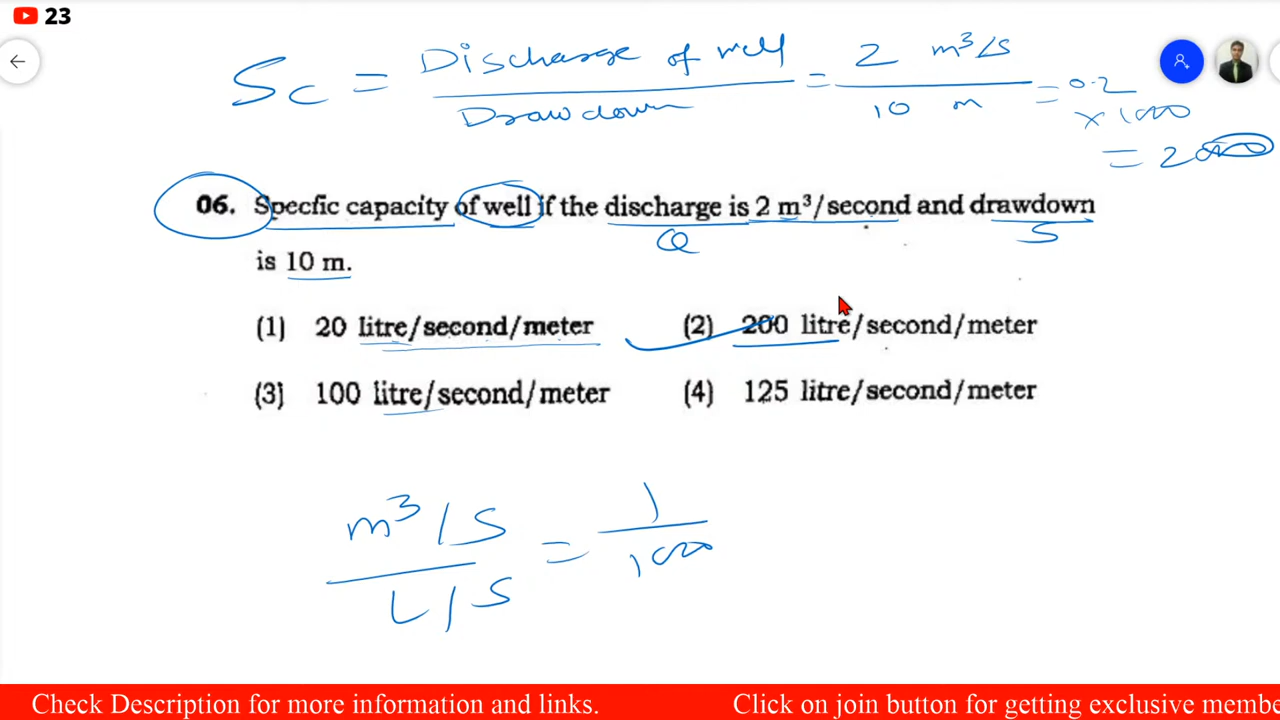 23
Sc = Discharge of well / Drawdown = 2 m³/s / 10 m = 0.2 × 1000
= 200
06. Specfic capacity of well if the discharge is 2 m³/second and drawdown
Q S
is 10 m.
(1) 20 litre/second/meter (2) 200 litre/second/meter
(3) 100 litre/second/meter (4) 125 litre/second/meter
m³/s / L/s = 1 / 1000
Check Description for more information and links. Click on join button for getting exclusive membe